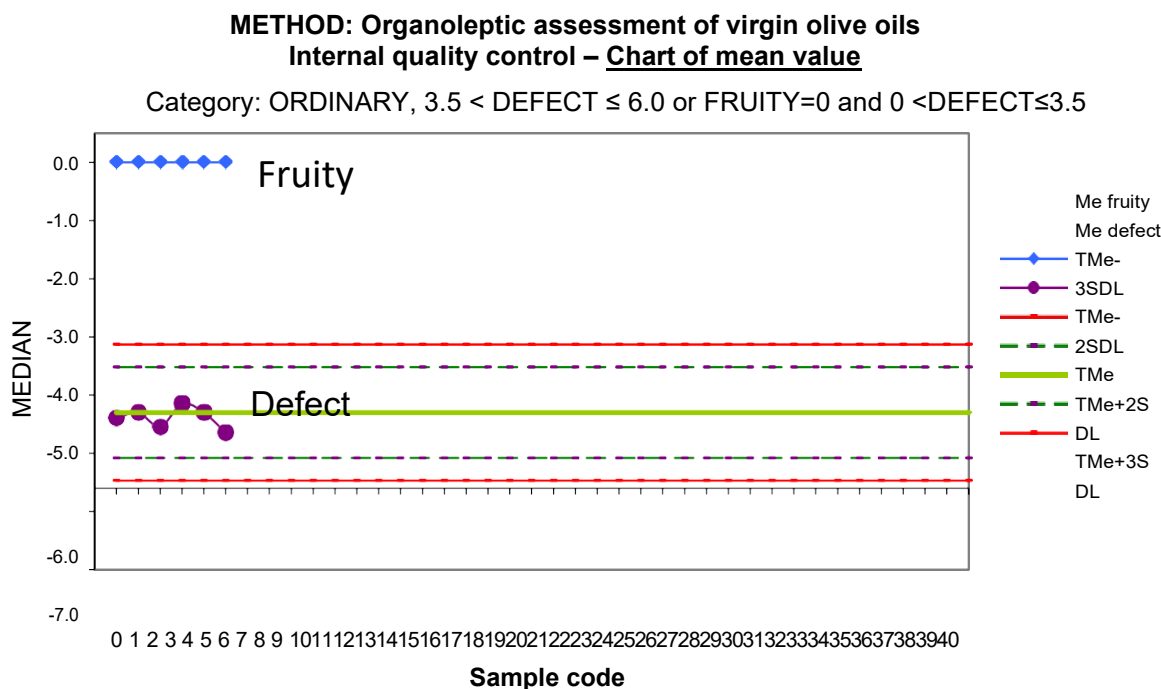 METHOD: Organoleptic assessment of virgin olive oils
Internal quality control – Chart of mean value
Category: ORDINARY, 3.5 < DEFECT ≤ 6.0 or FRUITY=0 and 0 <DEFECT≤3.5
0.0
-1.0
-2.0
-3.0
-4.0
-5.0
-6.0
-7.0
MEDIAN
Fruity
Defect
Me fruity
Me defect
TMe-
3SDL
TMe-
2SDL
TMe
TMe+2S
DL
TMe+3S
DL
0 1 2 3 4 5 6 7 8 9 10111213141516171819202122232425262728293031323334353637383940
Sample code